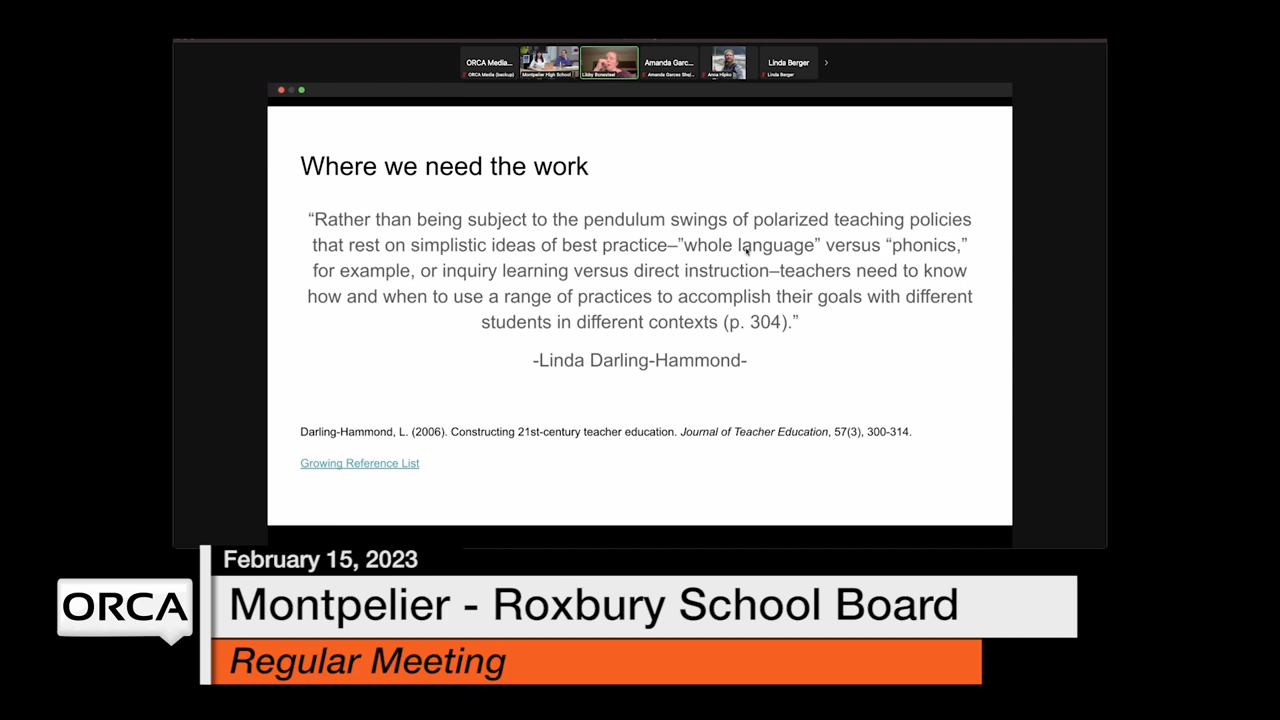 ORCA Media...
Amanda Garc...
Linda Berger
ORCA Media (backup)
Montpelier High School
Libby Bonesteel
Amanda Garces She/...
Anna Hipko
Linda Berger
Where we need the work
“Rather than being subject to the pendulum swings of polarized teaching policies
that rest on simplistic ideas of best practice–”whole language” versus “phonics,”
for example, or inquiry learning versus direct instruction–teachers need to know
how and when to use a range of practices to accomplish their goals with different
students in different contexts (p. 304).”
-Linda Darling-Hammond-
Darling-Hammond, L. (2006). Constructing 21st-century teacher education. Journal of Teacher Education, 57(3), 300-314.
Growing Reference List
February 15, 2023
ORCA
Montpelier - Roxbury School Board
Regular Meeting